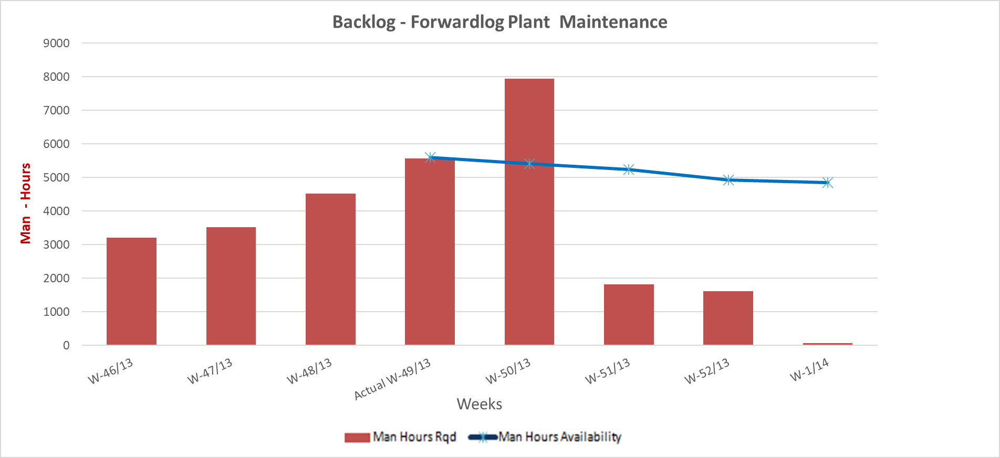 Backlog - Forwardlog Plant Maintenance
9000
8000
7000
6000
5000
4000
3000
2000
1000
0
Man - Hours
W-46/13
W-47/13
W-48/13
Actual W-49/13
W-50/13
W-51/13
W-52/13
W-1/14
Weeks
Man Hours Rqd
Man Hours Availability